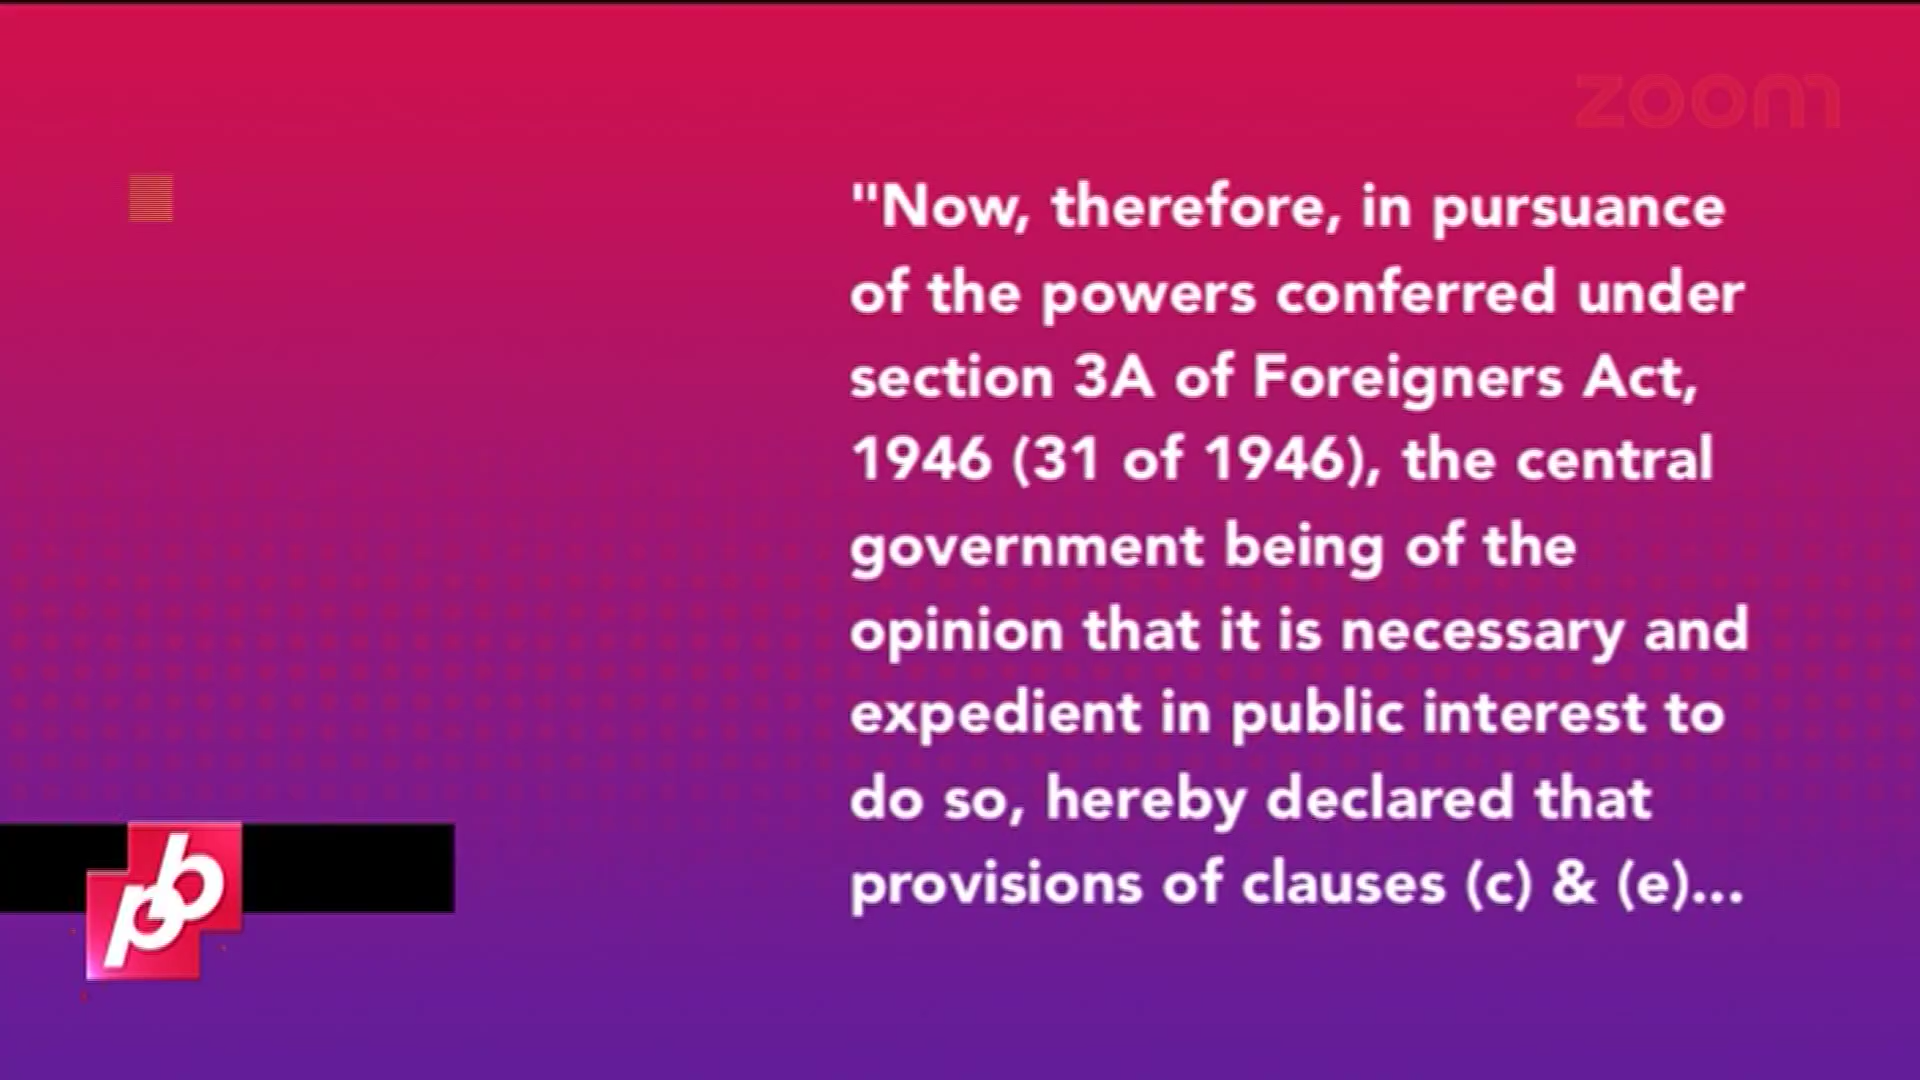 zoom
"Now, therefore, in pursuance
of the powers conferred under
section 3A of Foreigners Act,
1946 (31 of 1946), the central
government being of the
opinion that it is necessary and
expedient in public interest to
do so, hereby declared that
provisions of clauses (c) & (e)...
pb